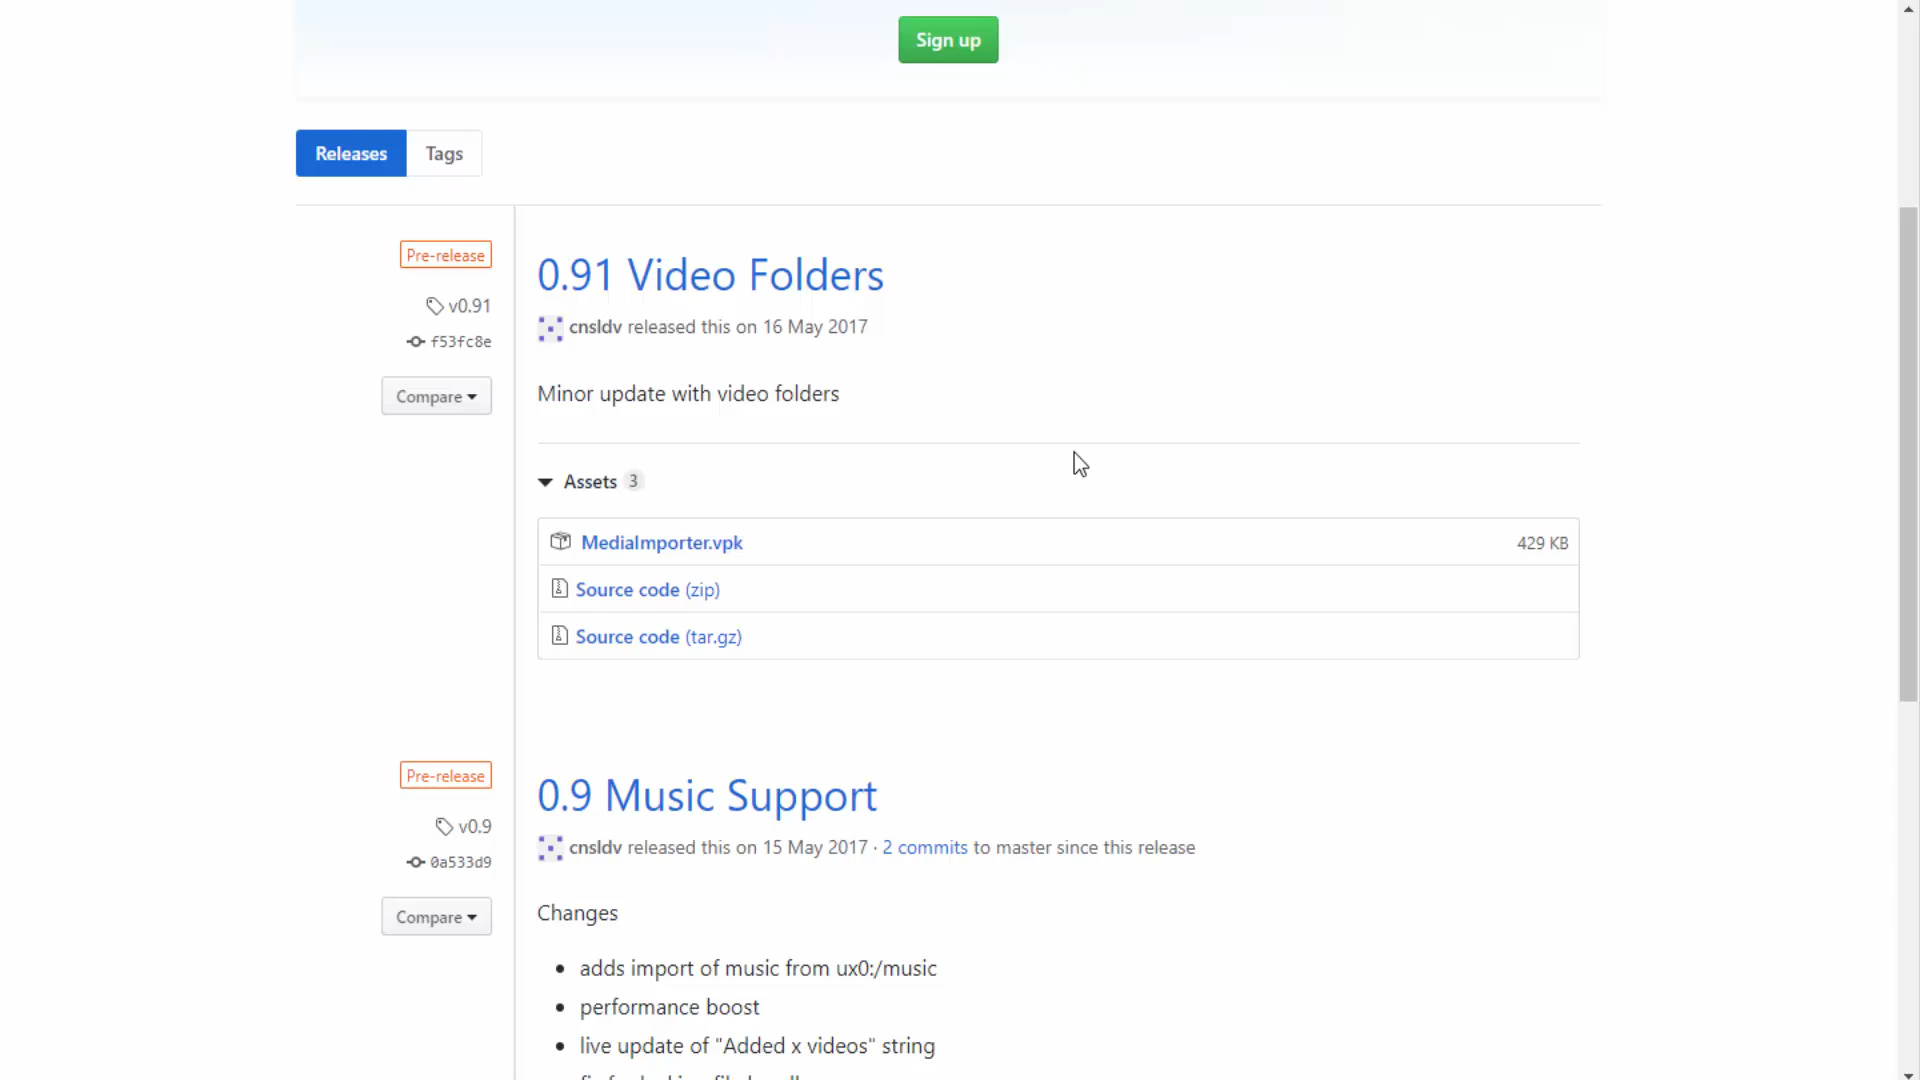 Sign up
Releases Tags
Pre-release
0.91 Video Folders
v0.91
cnsldv released this on 16 May 2017
f53fc8e
Compare
Minor update with video folders
Assets 3
MediaImporter.vpk 429 KB
Source code (zip)
Source code (tar.gz)
Pre-release
0.9 Music Support
v0.9
cnsldv released this on 15 May 2017 · 2 commits to master since this release
0a533d9
Compare
Changes
adds import of music from ux0:/music
performance boost
live update of "Added x videos" string